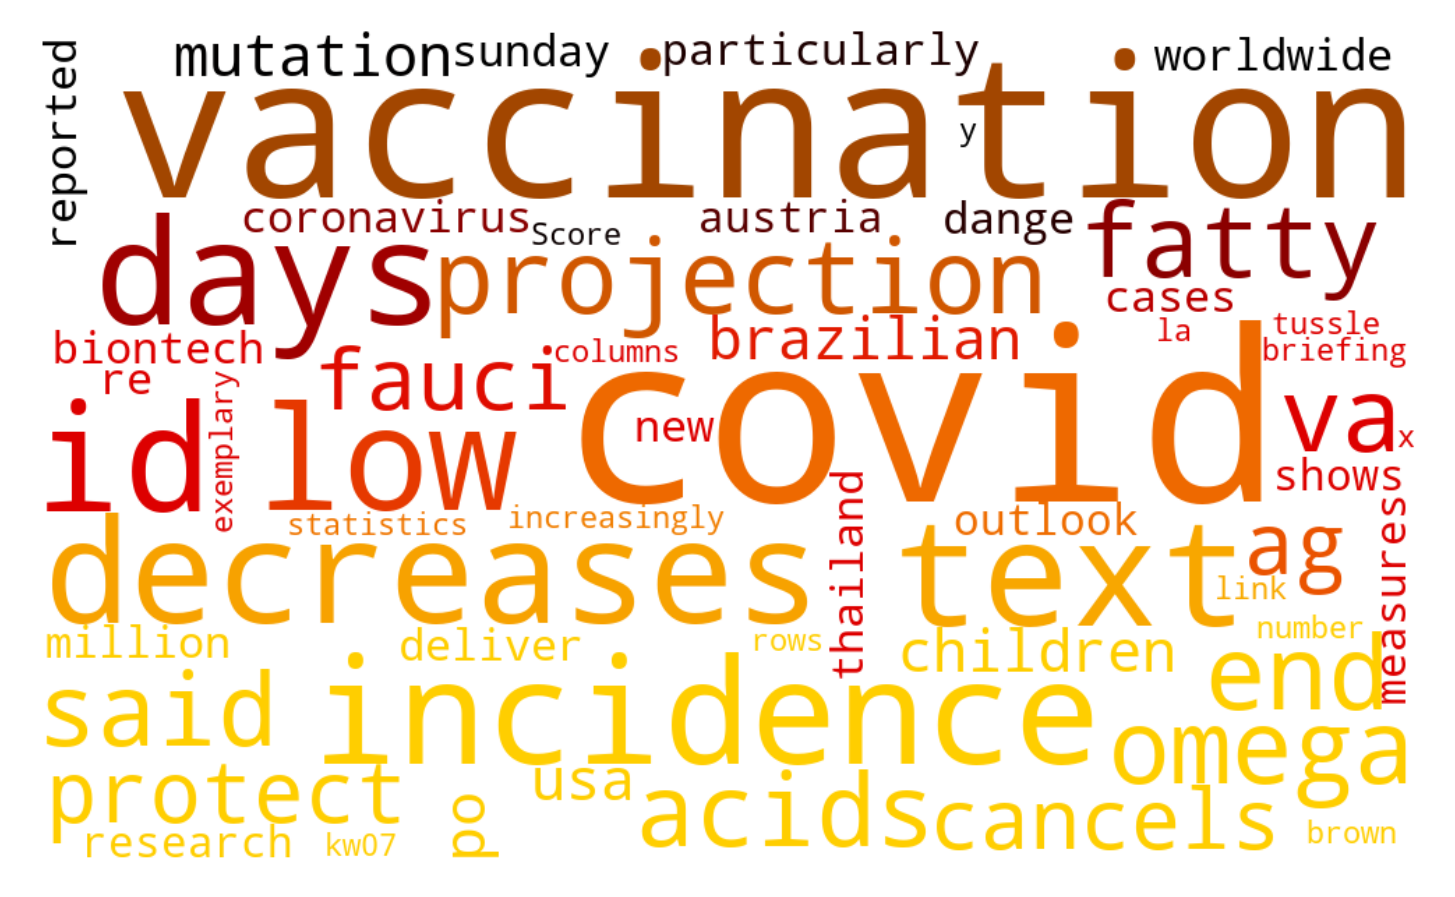 reported
mutation
sunday
particularly
worldwide
vaccination
y
coronavirus
Score
austria
dange
fatty
days
projection
cases
biontech
re
fauci
columns
brazilian
la
tussle
briefing
exemplary
id
low
new
covid
va
x
shows
statistics
increasingly
thailand
outlook
ag
measures
decreases
text
link
million
deliver
rows
children
number
said
incidence
end
omega
protect
po
usa
acids
cancels
research
kw07
brown